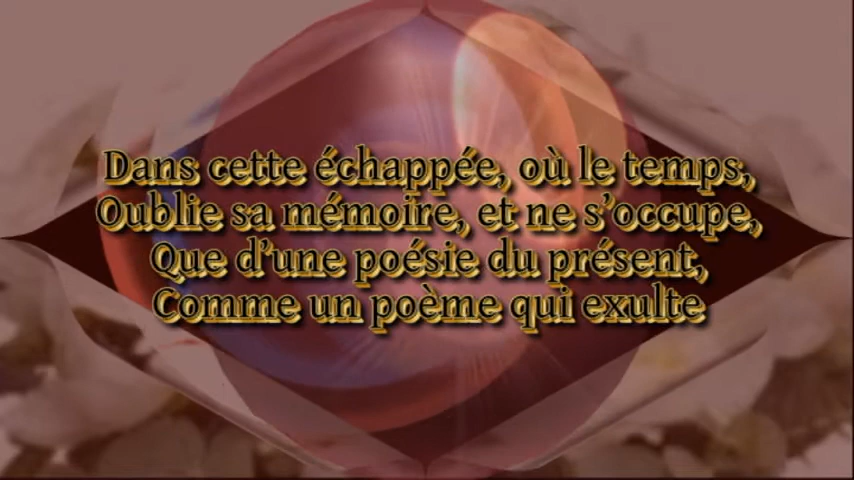 Dans cette échappée, où le temps,
Oublie sa mémoire, et ne s’occupe,
Que d’une poésie du présent,
Comme un poème qui exulte